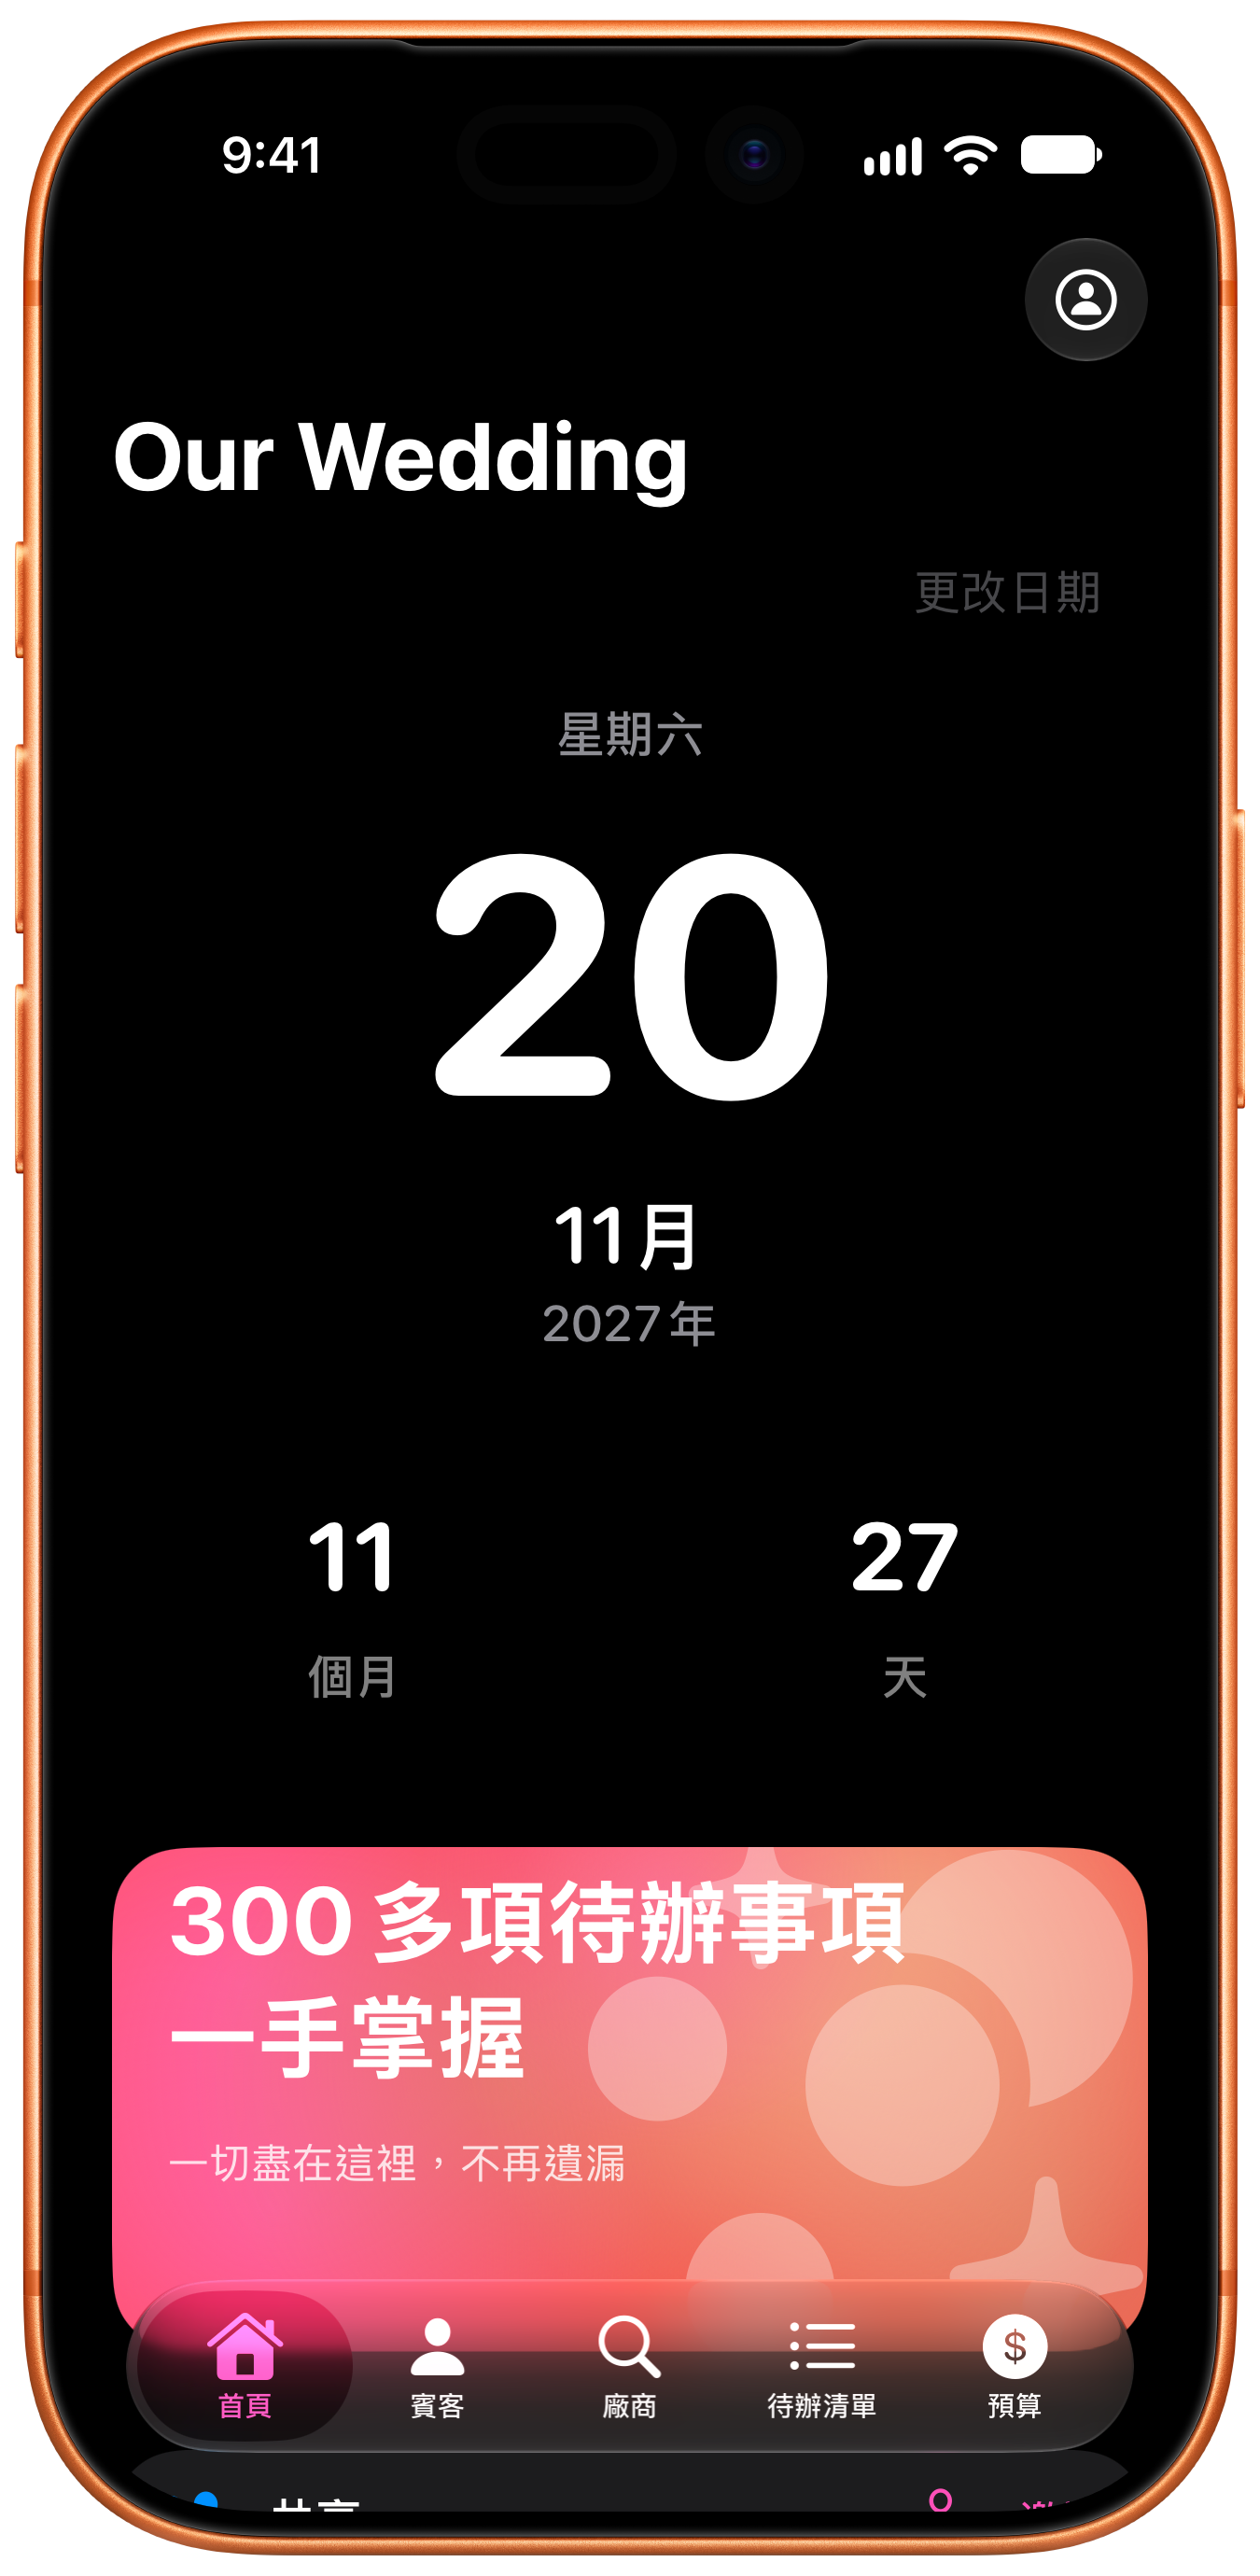 9:41
Our Wedding
更改日期
星期六
20
11月
2027年
11
27
個月
天
300多項待辦事項
一手掌握
一切盡在這裡，不再遺漏
首頁
賓客
廠商
待辦清單
預算